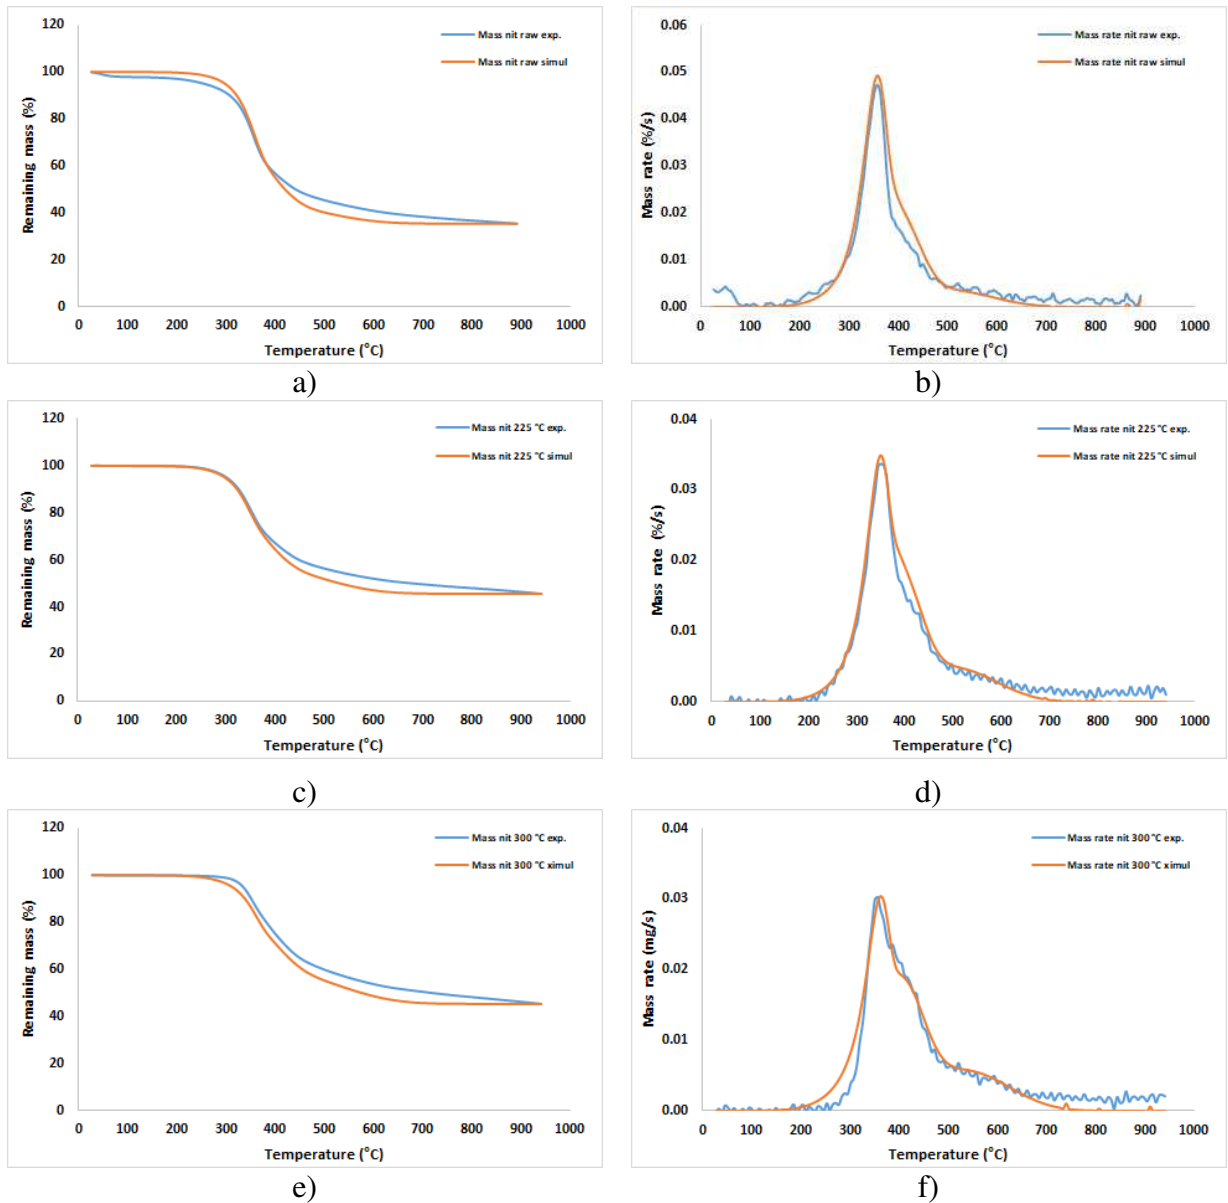 120
100
80
60
40
20
0
Remaining mass (%)
Mass nit raw exp.
Mass nit raw simul
0 100 200 300 400 500 600 700 800 900 1000
Temperature (°C)
a)
0.06
0.05
0.04
0.03
0.02
0.01
0.00
Mass rate (%/s)
Mass rate nit raw exp.
Mass rate nit raw simul
0 100 200 300 400 500 600 700 800 900 1000
Temperature (°C)
b)
120
100
80
60
40
20
0
Remaining mass (%)
Mass nit 225 °C exp.
Mass nit 225 °C simul
0 100 200 300 400 500 600 700 800 900 1000
Temperature (°C)
c)
0.04
0.03
0.02
0.01
0.00
Mass rate (%/s)
Mass rate nit 225 °C exp.
Mass rate nit 225 °C simul
0 100 200 300 400 500 600 700 800 900 1000
Temperature (°C)
d)
120
100
80
60
40
20
0
Remaining mass (%)
Mass nit 300 °C exp.
Mass nit 300 °C ximul
0 100 200 300 400 500 600 700 800 900 1000
Temperature (°C)
e)
0.04
0.03
0.02
0.01
0.00
Mass rate (mg/s)
Mass rate nit 300 °C exp.
Mass rate nit 300 °C ximul
0 100 200 300 400 500 600 700 800 900 1000
Temperature (°C)
f)